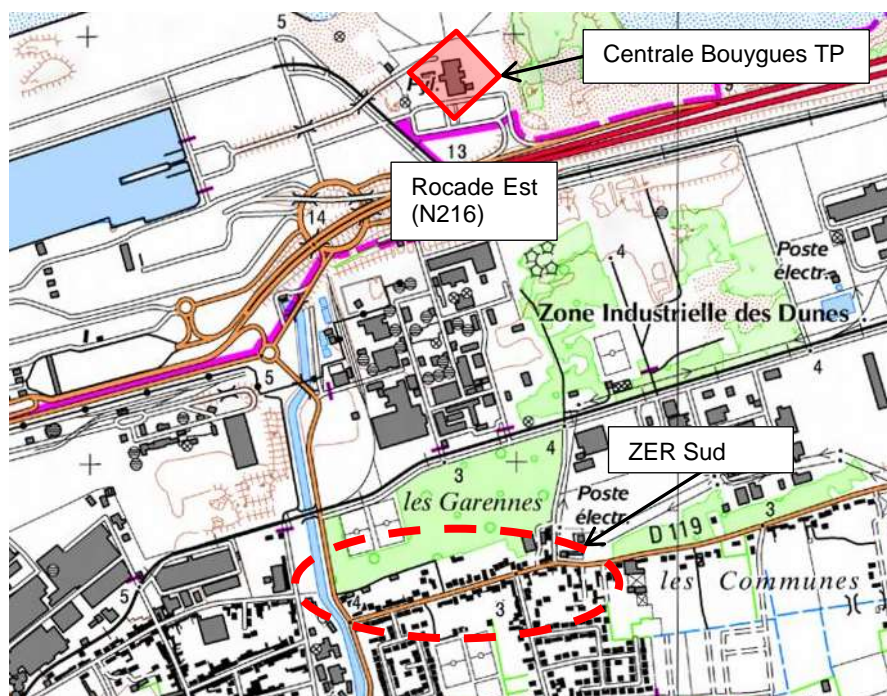 5
Centrale Bouygues TP
Pyl.
13
Rocade Est
(N216)
14
4
Poste
électr.
Zone Industrielle des Dunes
5
4
3
4
ZER Sud
les Garennes
Poste
électr.
D 119
3
les Communes
5
4
3